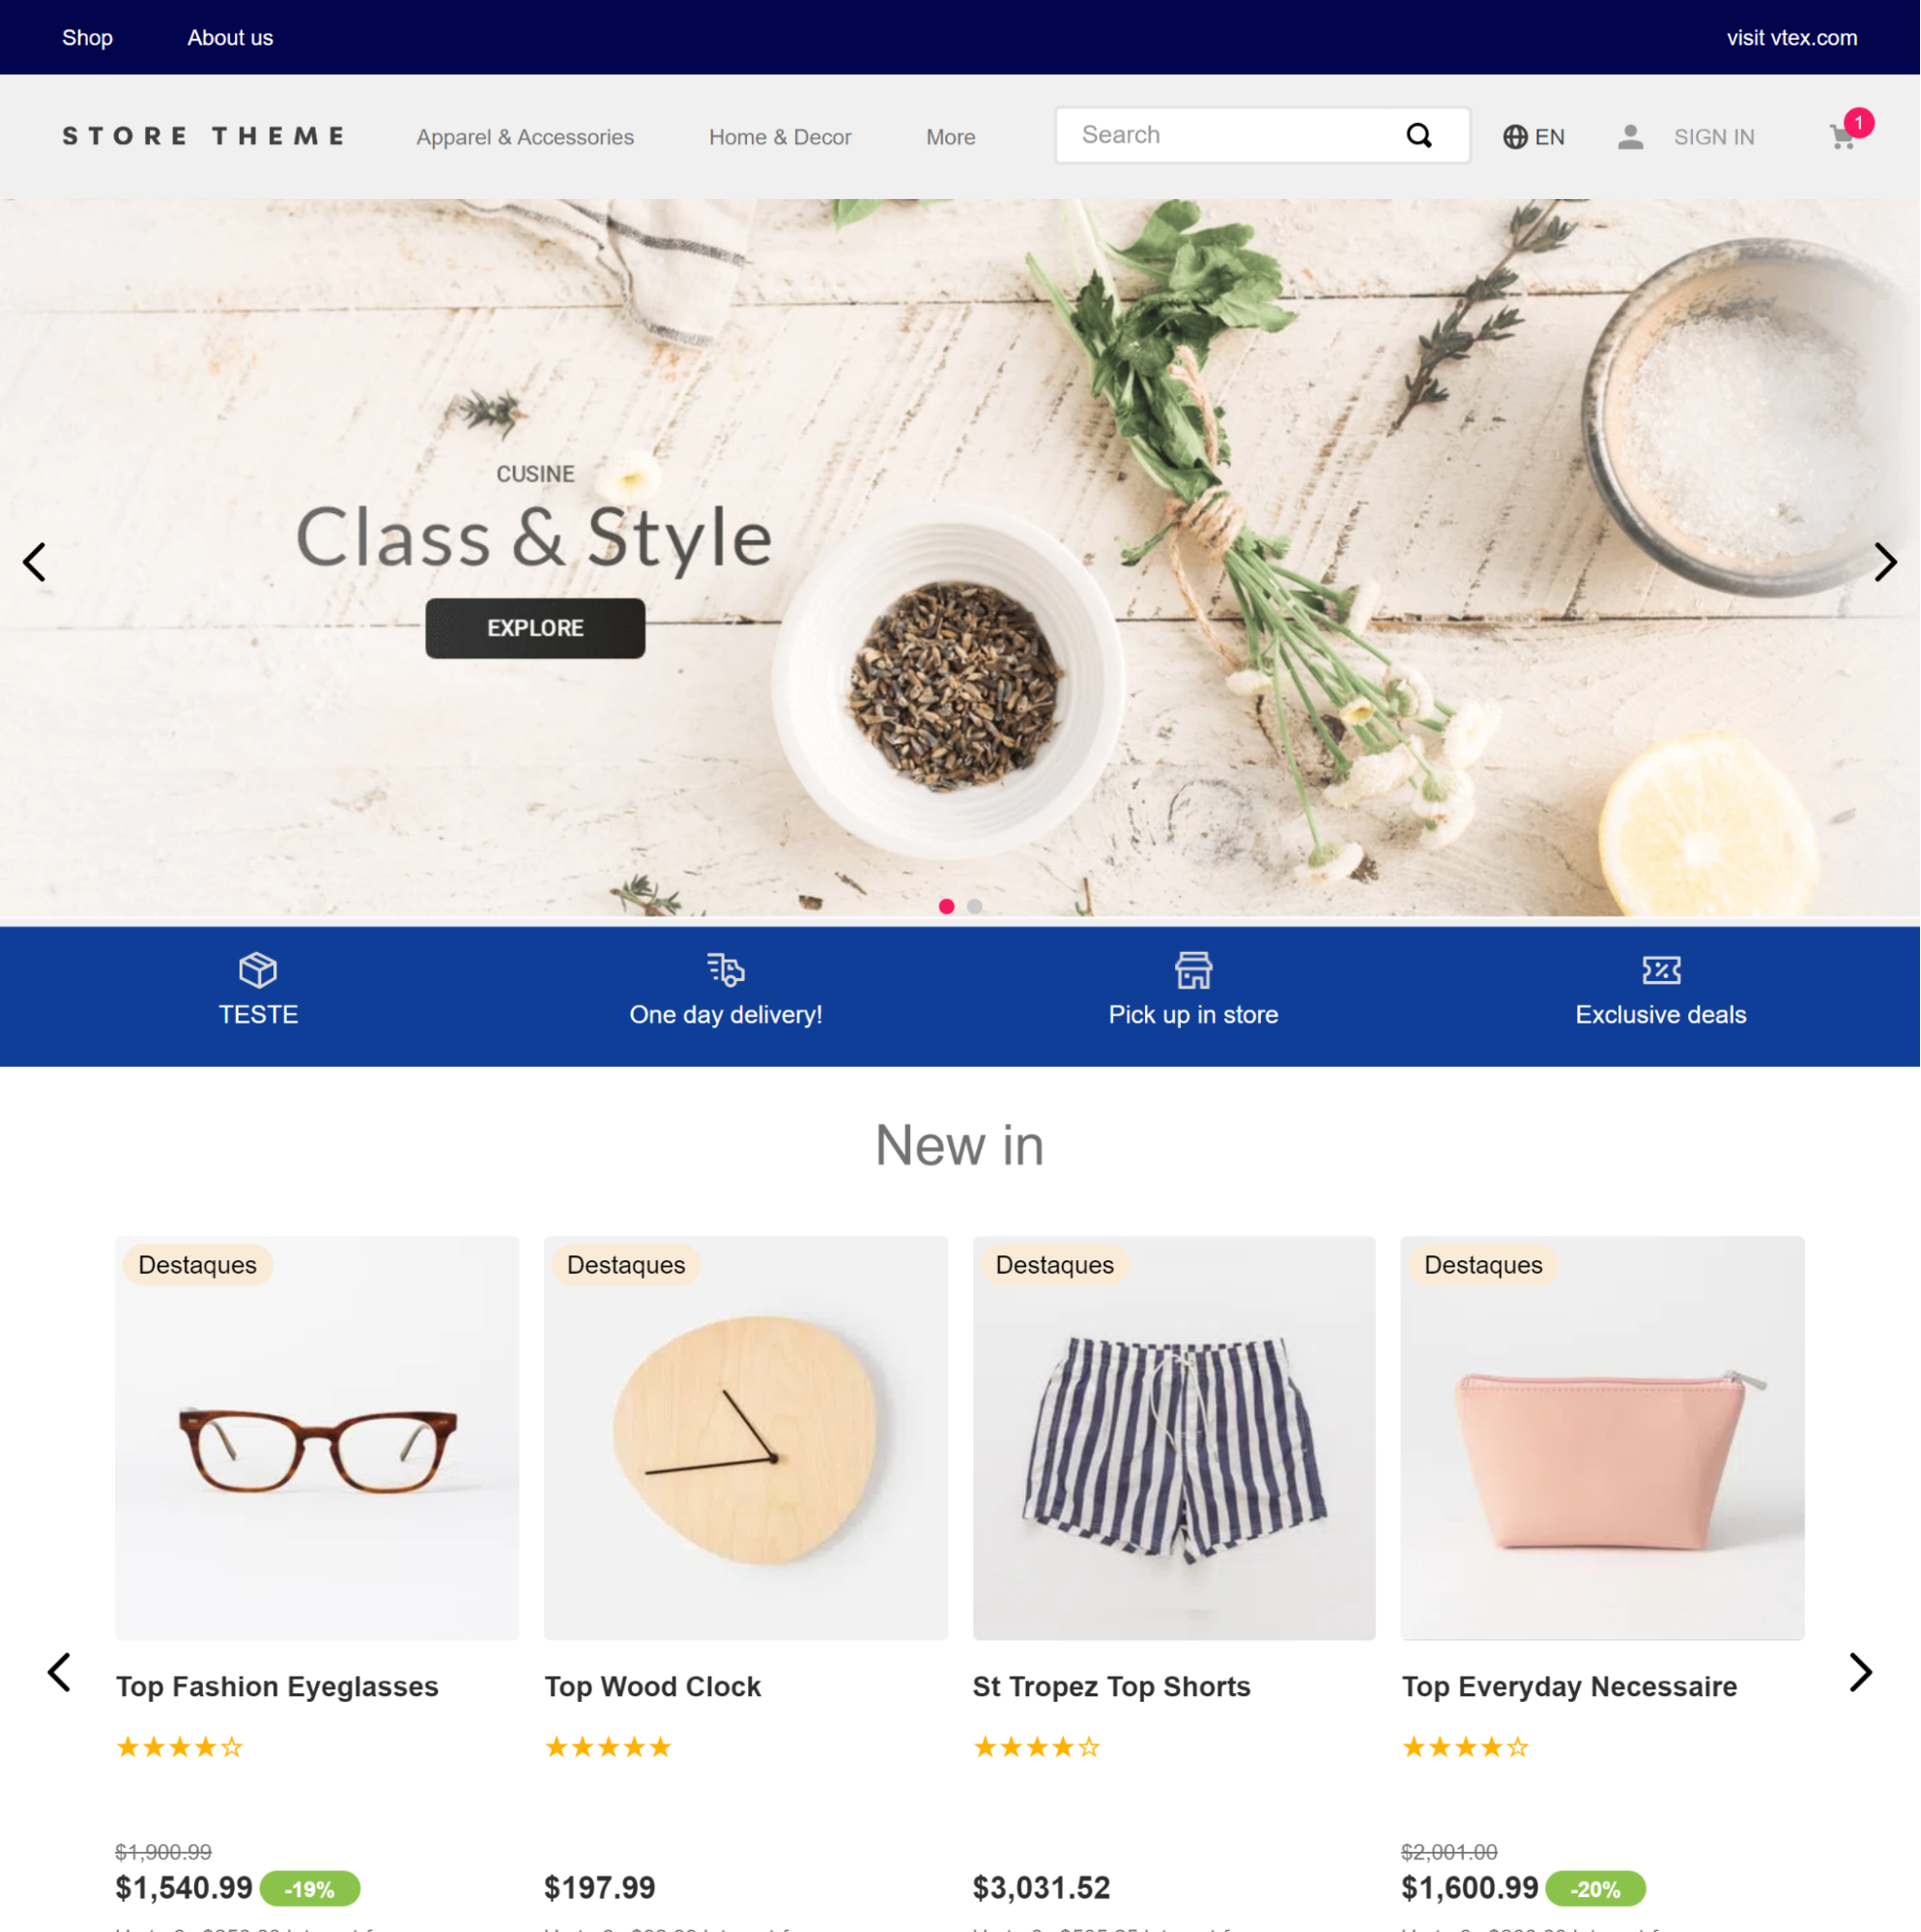 Shop About us visit vtex.com
STORE THEME Apparel & Accessories Home & Decor More Search EN SIGN IN 1
CUSINE
Class & Style
EXPLORE
TESTE One day delivery! Pick up in store Exclusive deals
New in
Destaques Destaques Destaques Destaques
Top Fashion Eyeglasses Top Wood Clock St Tropez Top Shorts Top Everyday Necessaire
$1,900.99 $2,001.00
$1,540.99 -19% $197.99 $3,031.52 $1,600.99 -20%